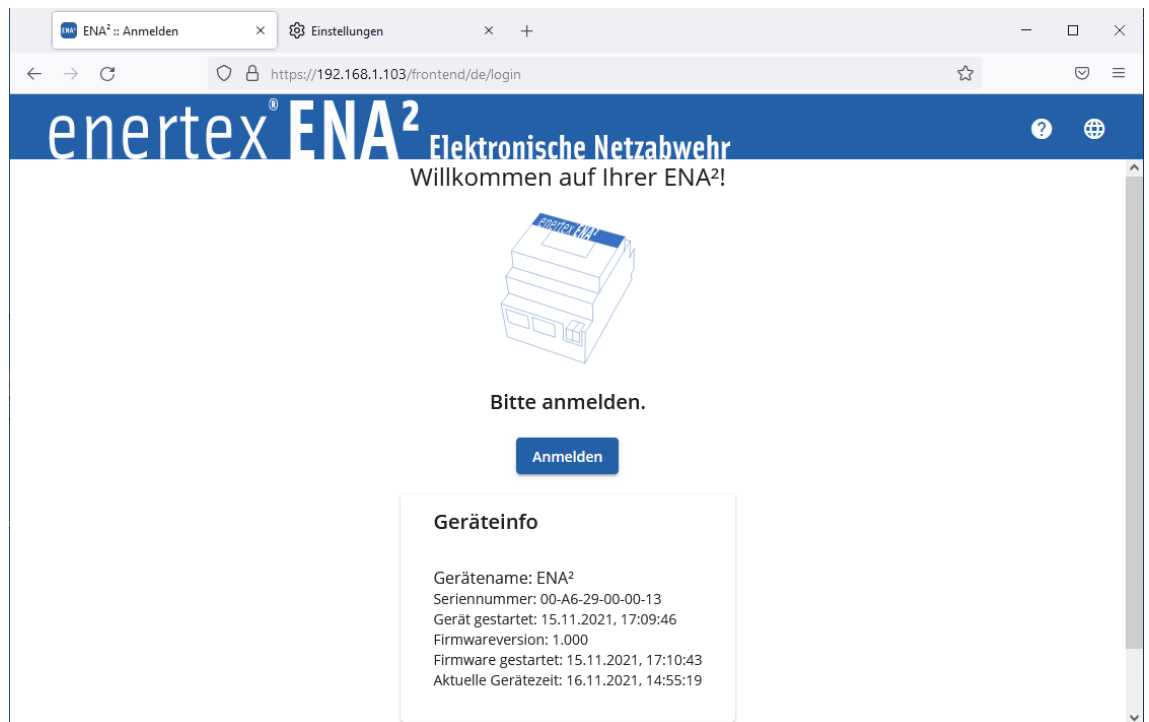 ENA² :: Anmelden
Einstellungen
https://192.168.1.103/frontend/de/login
enertex® ENA² Elektronische Netzabwehr
Willkommen auf Ihrer ENA²!
enertex ENA²
Bitte anmelden.
Anmelden
Geräteinfo
Gerätename: ENA²
Seriennummer: 00-A6-29-00-00-13
Gerät gestartet: 15.11.2021, 17:09:46
Firmwareversion: 1.000
Firmware gestartet: 15.11.2021, 17:10:43
Aktuelle Gerätezeit: 16.11.2021, 14:55:19